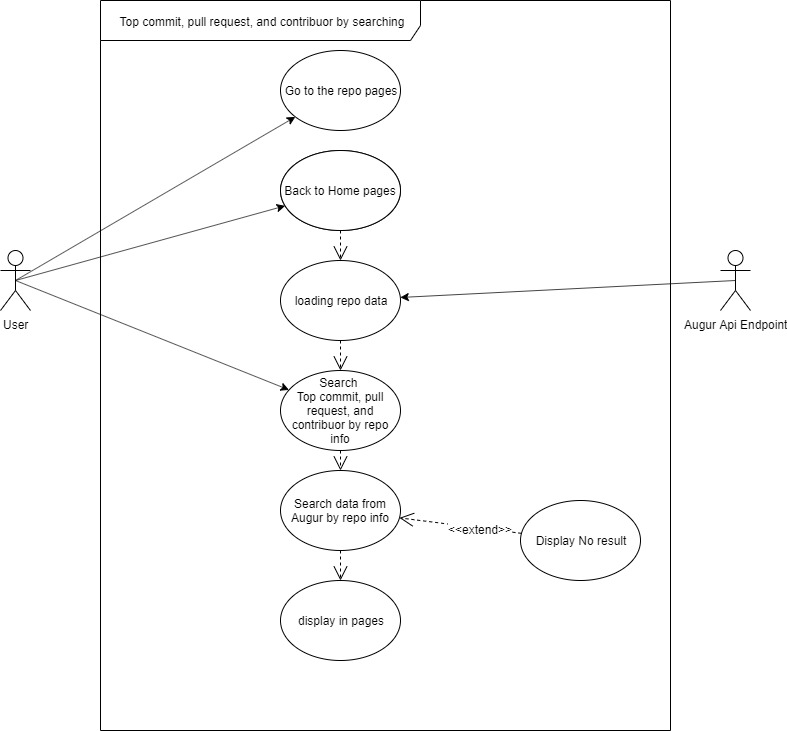 Top commit, pull request, and contribuor by searching
Go to the repo pages
Back to Home pages
loading repo data
User
Augur Api Endpoint
Search
Top commit, pull
request, and
contribuor by repo
info
Search data from
Augur by repo info
<<extend>>
Display No result
display in pages